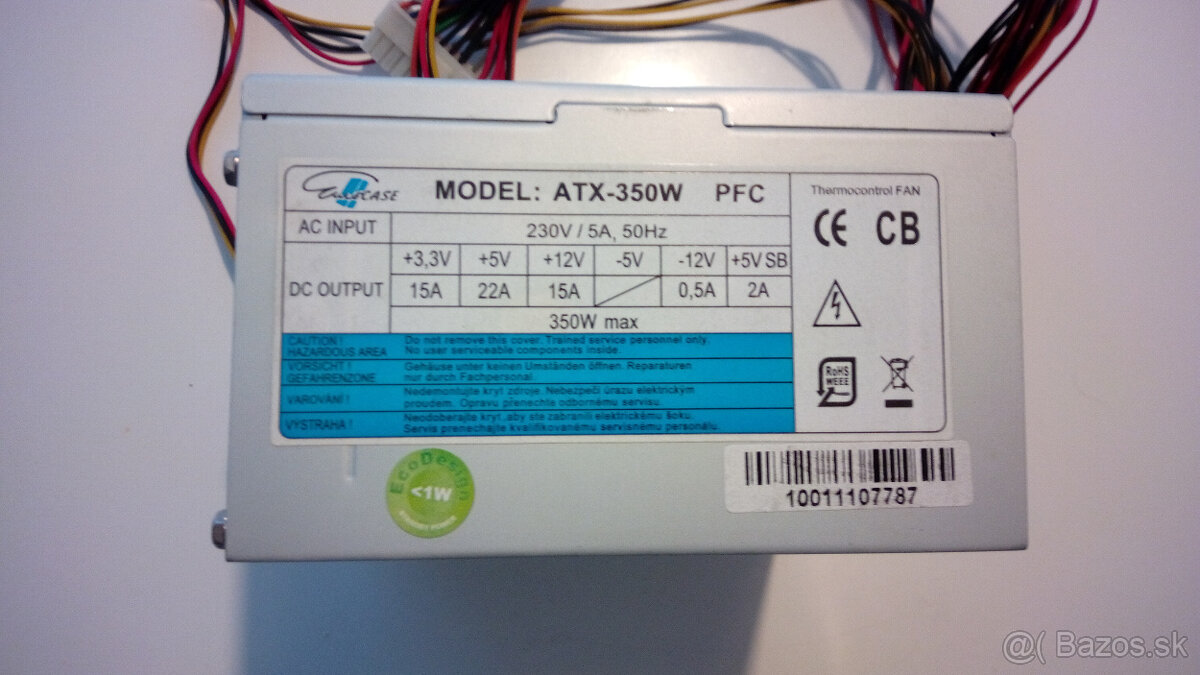 EuroCASE MODEL: ATX-350W PFC
AC INPUT 230V / 5A, 50Hz
DC OUTPUT
+3,3V +5V +12V -5V -12V +5V SB
15A 22A 15A 0,5A 2A
350W max
CAUTION !
HAZARDOUS AREA
Do not remove this cover. Trained service personnel only.
No user serviceable components inside.
VORSICHT !
GEFAHRENZONE
Gehäuse unter keinen Umständen öffnen. Reparaturen
nur durch Fachpersonal.
VAROVÁNÍ !
Nedemontujte kryt zdroje. Nebezpečí úrazu elektrickým
proudem. Opravu přenechte odbornému servisu.
VÝSTRAHA !
Neodoberajte kryt, aby ste zabranili elektrickému šoku.
Servis prenechajte kvalifikovanému servisnému personálu.
Thermocontrol FAN
CE CB
RoHS
WEEE
EcoDesign
<1W
10011107787
@( Bazos.sk